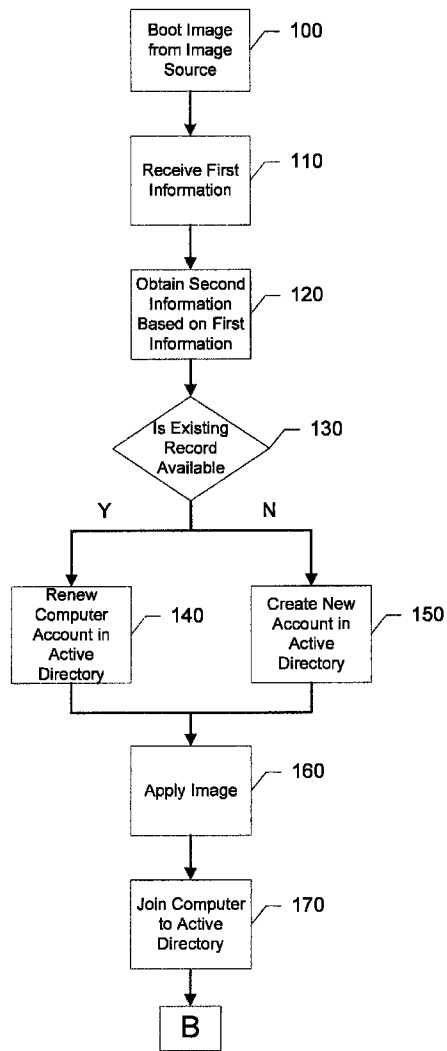 Boot Image
from Image
Source
100
Receive First
Information
110
Obtain Second
Information
Based on First
Information
120
Is Existing
Record
Available
130
Y
N
Renew
Computer
Account in
Active
Directory
140
Create New
Account in
Active
Directory
150
Apply Image
160
Join Computer
to Active
Directory
170
B